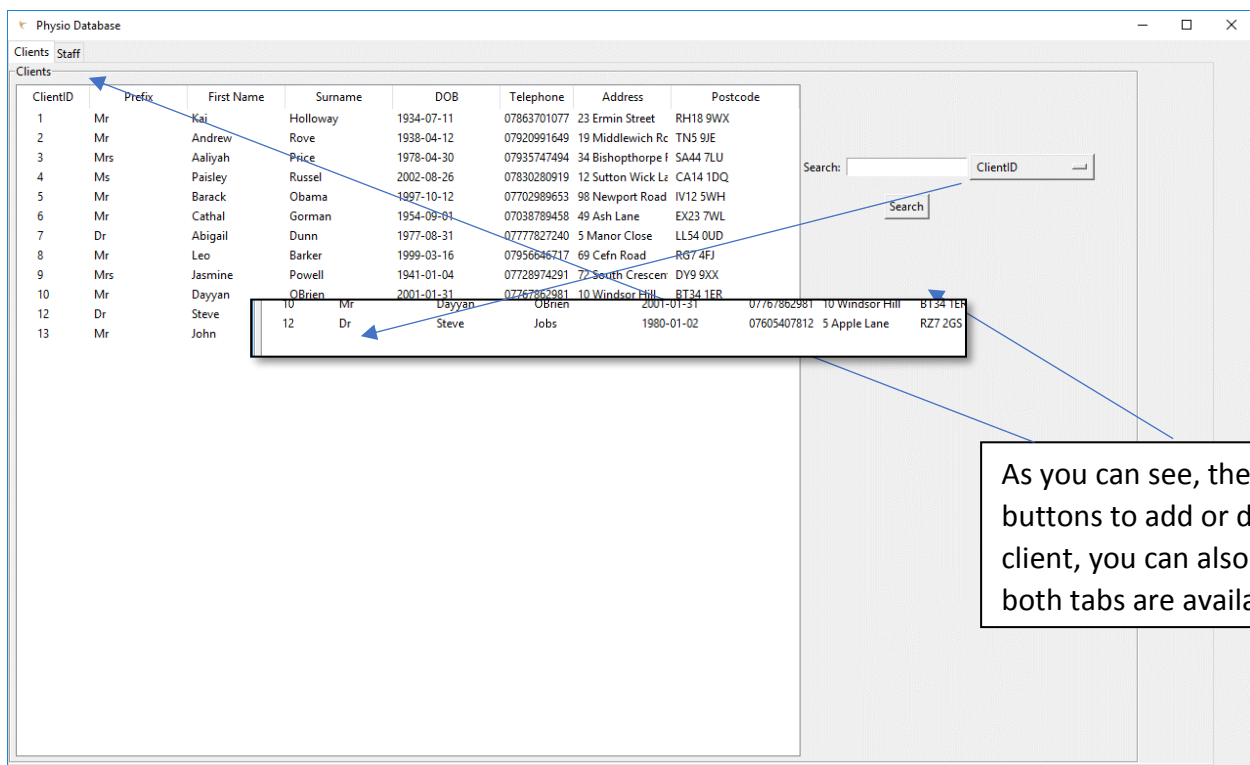 Physio Database
Clients Staff
Clients
ClientID Prefix First Name Surname DOB Telephone Address Postcode
1 Mr Kai Holloway 1934-07-11 07863701077 23 Ermin Street RH18 9WX
2 Mr Andrew Rove 1938-04-12 07920991649 19 Middlewich Rc TN5 9JE
3 Mrs Aaliyah Price 1978-04-30 07935747494 34 Bishopthorpe F SA44 7LU
4 Ms Paisley Russel 2002-08-26 07830280919 12 Sutton Wick La CA14 1DQ
5 Mr Barack Obama 1997-10-12 07702989653 98 Newport Road IV12 5WH
6 Mr Cathal Gorman 1954-09-01 07038789458 49 Ash Lane EX23 7WL
7 Dr Abigail Dunn 1977-08-31 07777827240 5 Manor Close LL54 0UD
8 Mr Leo Barker 1999-03-16 07956646717 69 Cefn Road RG7 4FJ
9 Mrs Jasmine Powell 1941-01-04 07728974291 72 South Crescen DY9 9XX
10 Mr Dayyan OBrien 2001-01-31 07767862981 10 Windsor Hill BT34 1ER
12 Dr Steve
13 Mr John
Search: ClientID
Search
10 Mr Dayyan OBrien 2001-01-31 07767862981 10 Windsor Hill BT34 1ER
12 Dr Steve Jobs 1980-01-02 07605407812 5 Apple Lane RZ7 2GS
As you can see, the
buttons to add or d
client, you can also
both tabs are availa